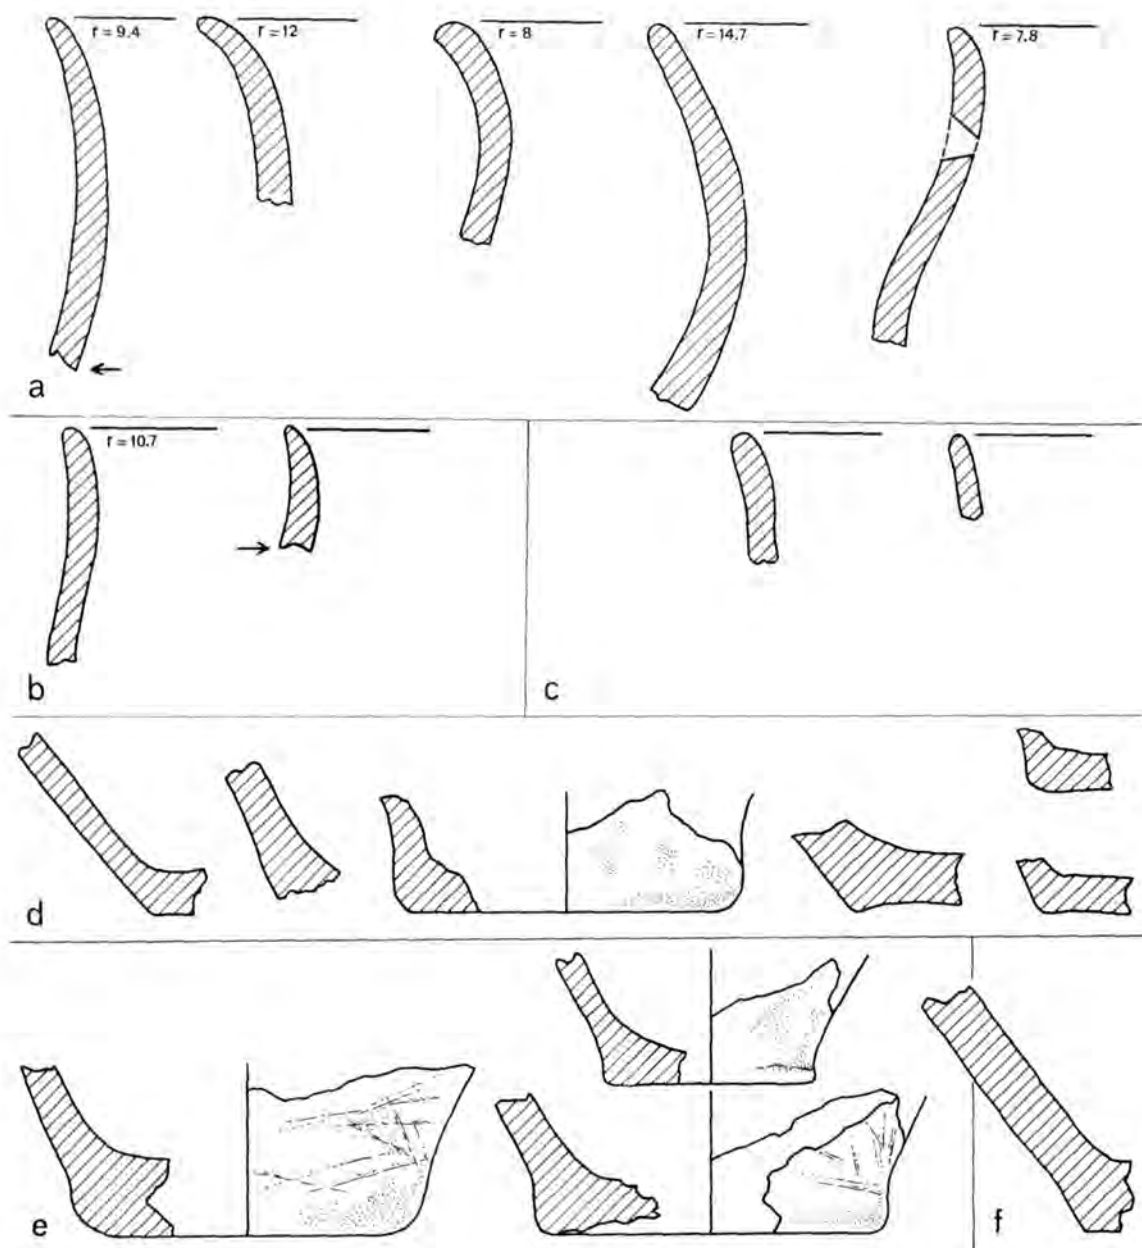 r = 9.4
r = 12
r = 8
r = 14.7
r = 7.8
a
r = 10.7
b
c
d
e
f